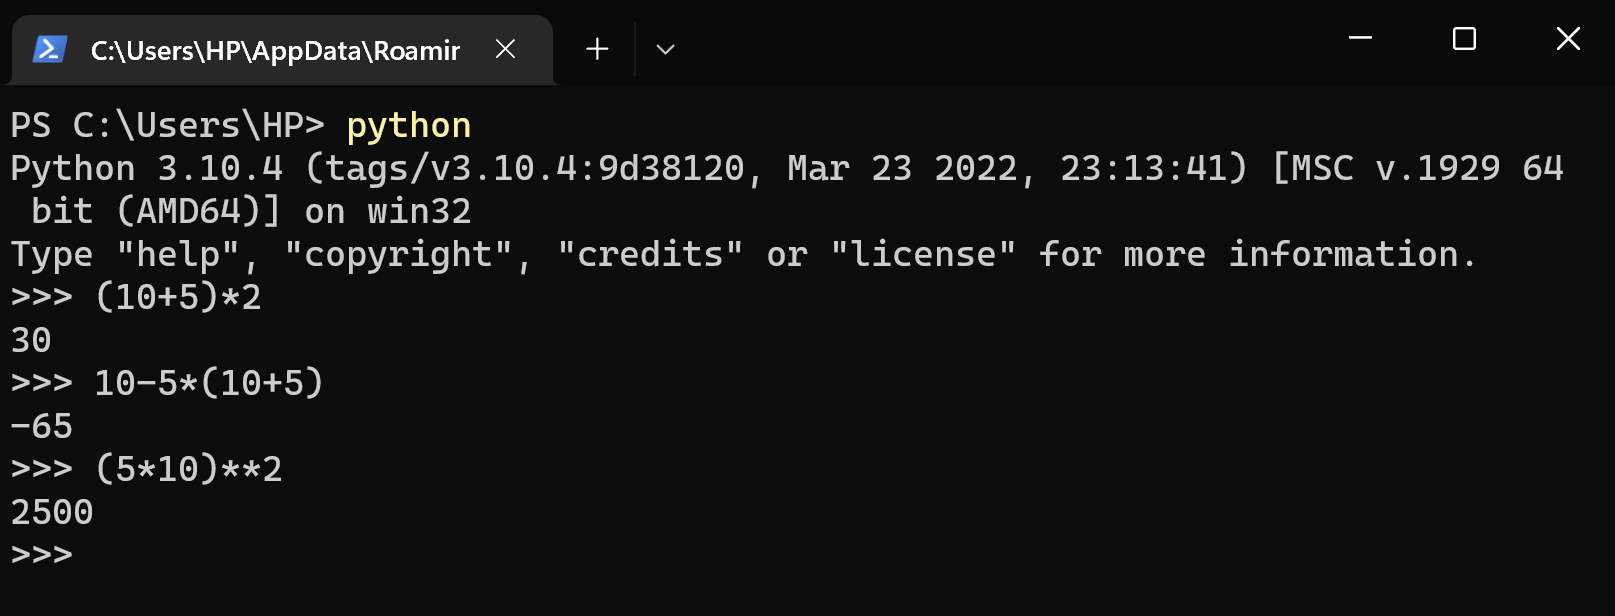 C:\Users\HP\AppData\Roamir
PS C:\Users\HP> python
Python 3.10.4 (tags/v3.10.4:9d38120, Mar 23 2022, 23:13:41) [MSC v.1929 64
 bit (AMD64)] on win32
Type "help", "copyright", "credits" or "license" for more information.
>>> (10+5)*2
30
>>> 10-5*(10+5)
-65
>>> (5*10)**2
2500
>>>